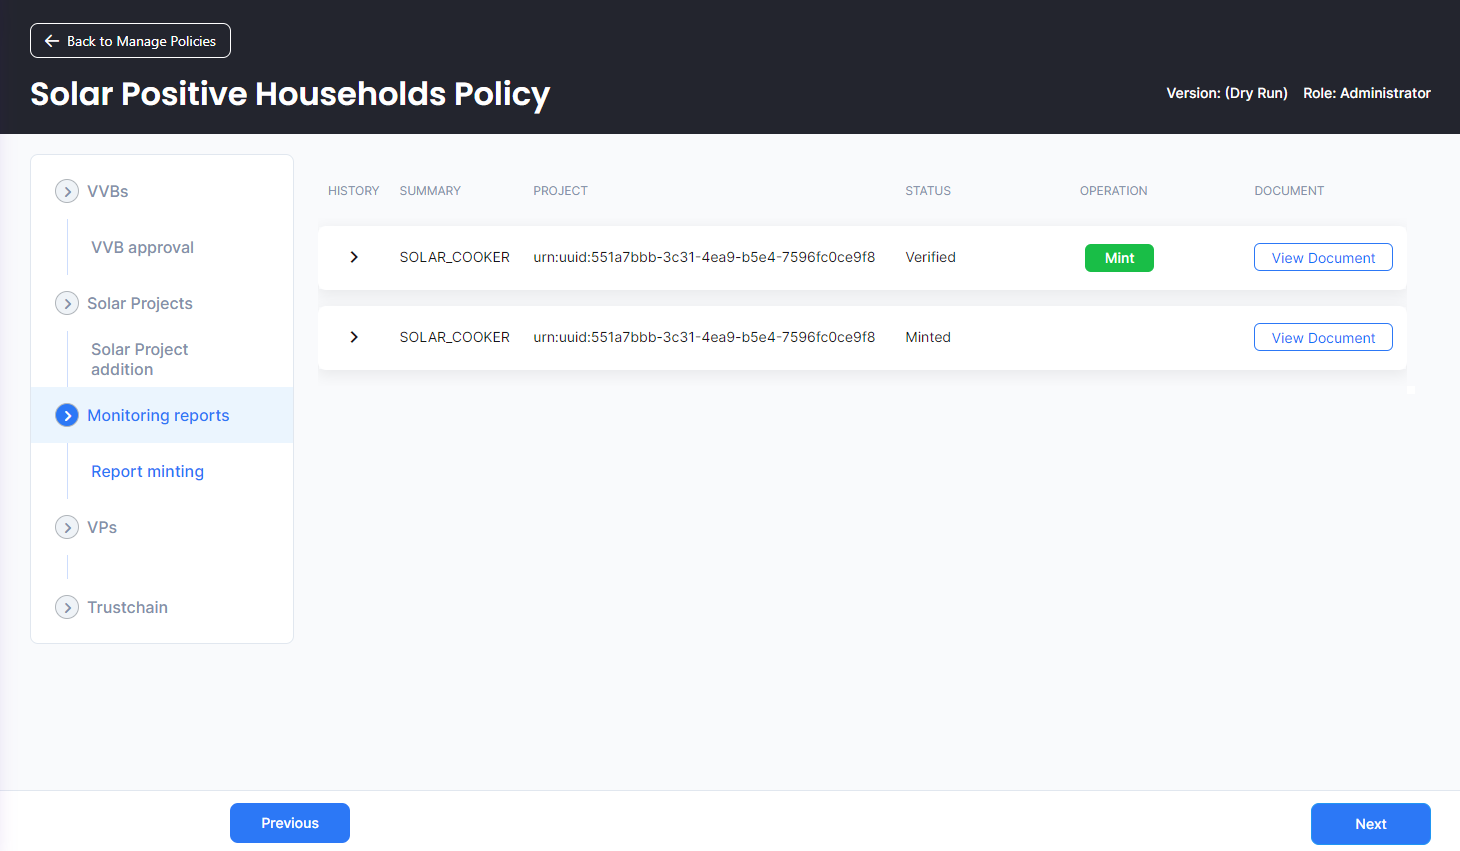 Back to Manage Policies
Solar Positive Households Policy
Version: (Dry Run) Role: Administrator
VVBs
VVB approval
Solar Projects
Solar Project
addition
Monitoring reports
Report minting
VPs
Trustchain
HISTORY SUMMARY PROJECT STATUS OPERATION DOCUMENT
SOLAR_COOKER urn:uuid:551a7bbb-3c31-4ea9-b5e4-7596fc0ce9f8 Verified Mint View Document
SOLAR_COOKER urn:uuid:551a7bbb-3c31-4ea9-b5e4-7596fc0ce9f8 Minted View Document
Previous
Next